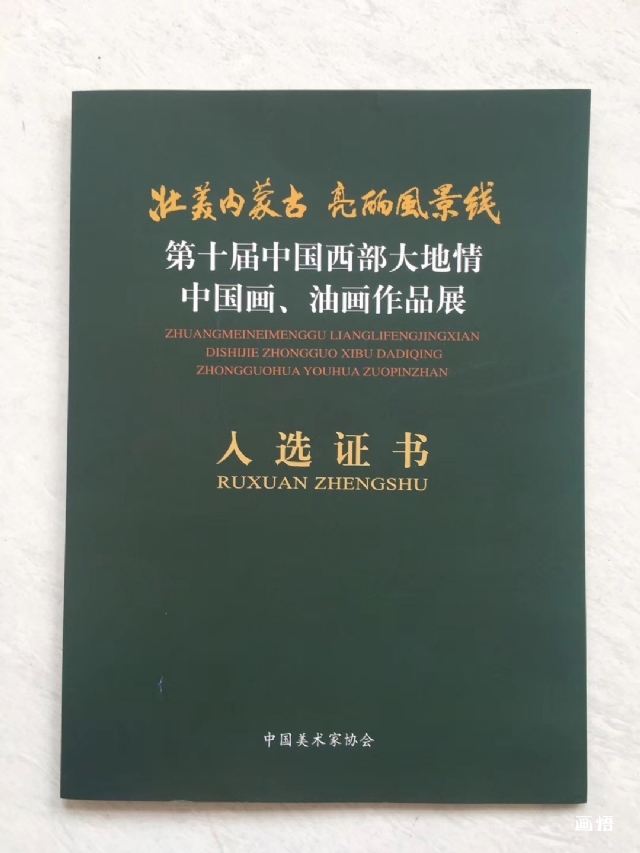 壮美内蒙古 亮丽風景线
第十届中国西部大地情
中国画、油画作品展
ZHUANGMEINEIMENGGU LIANGLIFENGJINGXIAN
DISHIJIE ZHONGGUO XIBU DADIQING
ZHONGGUOHUA YOUHUA ZUOPINZHAN
入选证书
RUXUAN ZHENGSHU
中国美术家协会
画悟